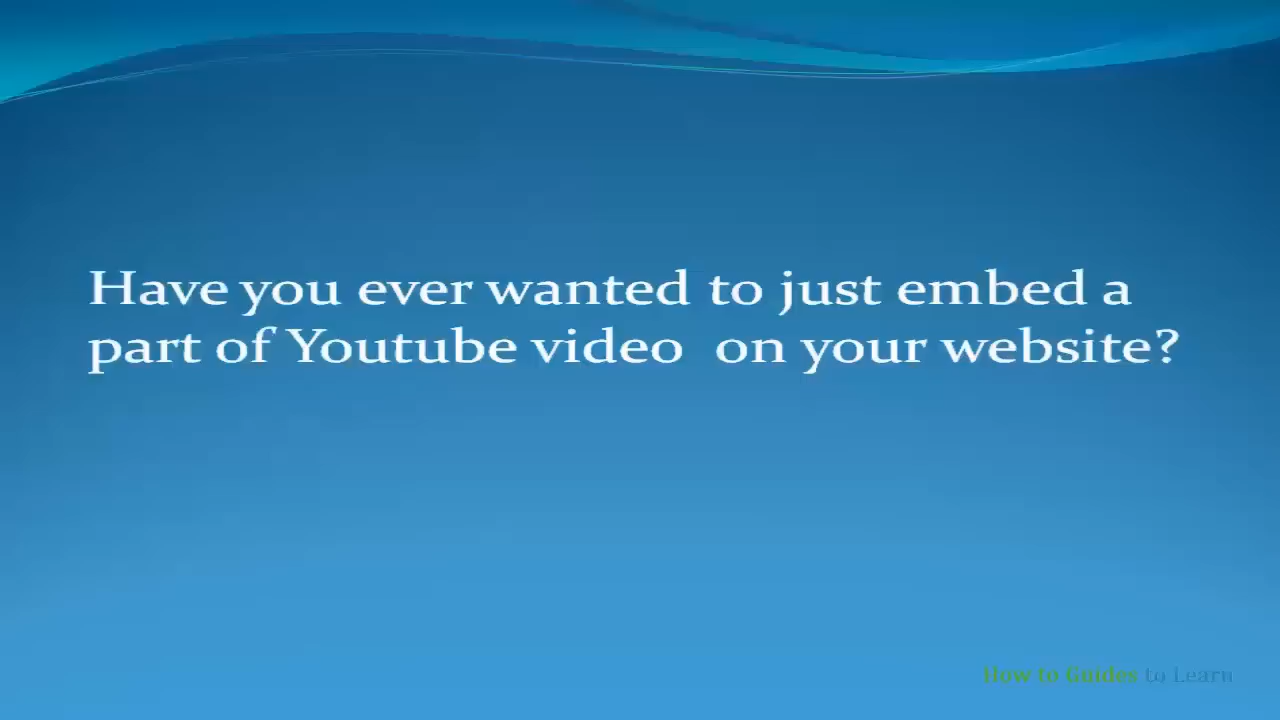 Have you ever wanted to just embed a
part of Youtube video on your website?
How to Guides to Learn